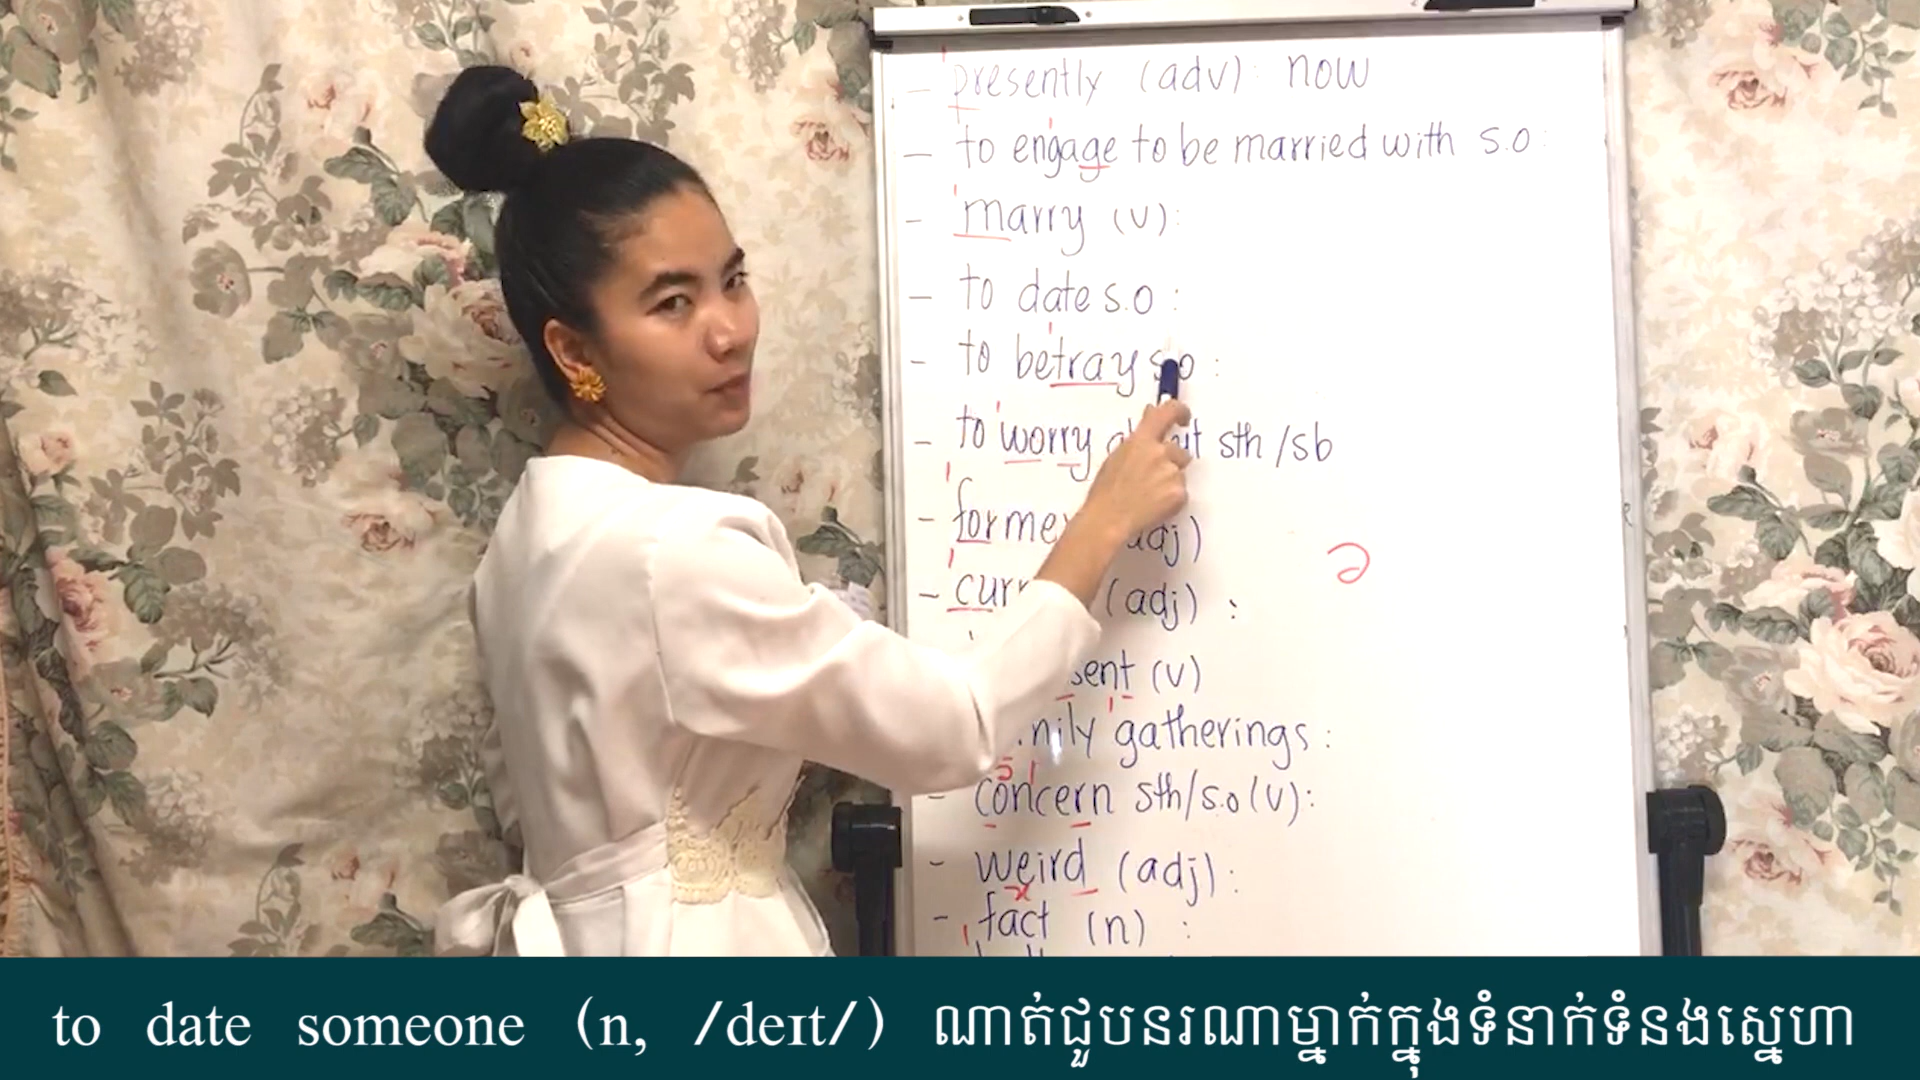 - presently (adv): now
- to engage to be married with s.o:
- marry (v):
- to date s.o :
- to betray s.o :
- to worry sth/sb
- (adj)
- (adj) :
(v)
gatherings:
- concern sth/s.o (v):
- weird (adj):
- fact (n) :
to date someone (n, /deɪt/) ណាត់ជួបនរណាម្នាក់ក្នុងទំនាក់ទំនងស្នេហា